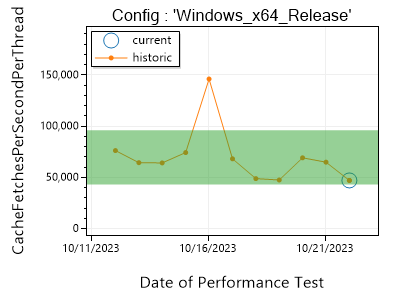 Config : 'Windows_x64_Release'
current
historic
CacheFetchesPerSecondPerThread
150,000
100,000
50,000
0
10/11/2023 10/16/2023 10/21/2023
Date of Performance Test